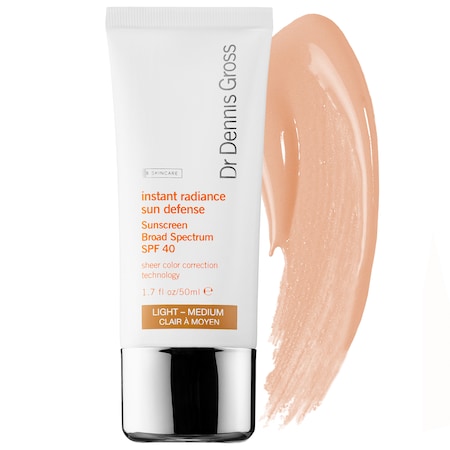 Dr Dennis Gross
SKINCARE
instant radiance
sun defense
Sunscreen
Broad Spectrum
SPF 40
sheer color correction
technology
1.7 fl oz/50ml e
LIGHT – MEDIUM
CLAIR À MOYEN